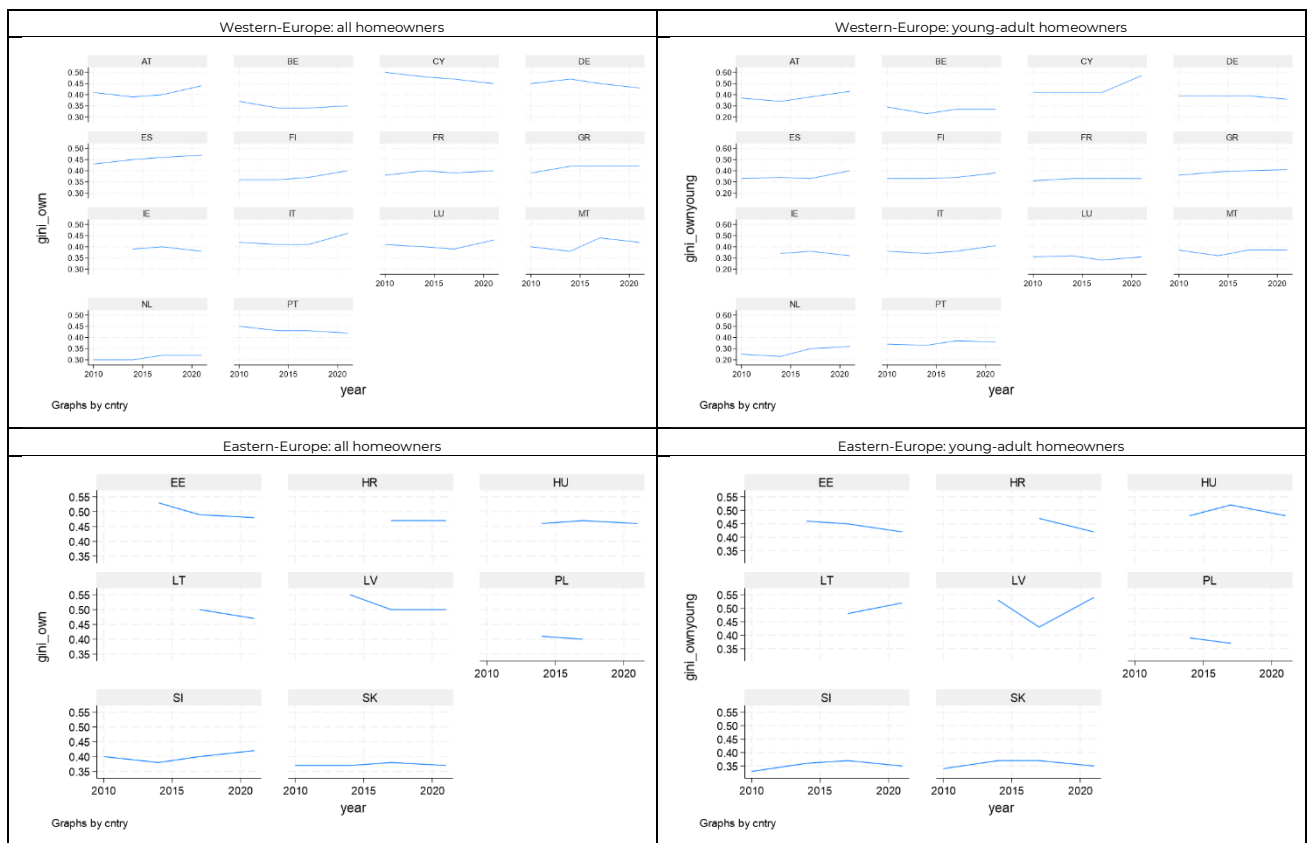 Western-Europe: all homeowners
AT BE CY DE
0.50
0.45
0.40
0.35
0.30
ES FI FR GR
0.50
0.45
0.40
0.35
0.30
IE IT LU MT
0.50
0.45
0.40
0.35
0.30
2010 2015 2020 2010 2015 2020
NL PT
0.50
0.45
0.40
0.35
0.30
2010 2015 2020 2010 2015 2020
gini_own
year
Graphs by cntry
Western-Europe: young-adult homeowners
AT BE CY DE
0.60
0.50
0.40
0.30
0.20
ES FI FR GR
0.60
0.50
0.40
0.30
0.20
IE IT LU MT
0.60
0.50
0.40
0.30
0.20
2010 2015 2020 2010 2015 2020
NL PT
0.60
0.50
0.40
0.30
0.20
2010 2015 2020 2010 2015 2020
gini_ownyoung
year
Graphs by cntry
Eastern-Europe: all homeowners
EE HR HU
0.55
0.50
0.45
0.40
0.35
LT LV PL
0.55
0.50
0.45
0.40
0.35
2010 2015 2020
SI SK
0.55
0.50
0.45
0.40
0.35
2010 2015 2020 2010 2015 2020
gini_own
year
Graphs by cntry
Eastern-Europe: young-adult homeowners
EE HR HU
0.55
0.50
0.45
0.40
0.35
LT LV PL
0.55
0.50
0.45
0.40
0.35
2010 2015 2020
SI SK
0.55
0.50
0.45
0.40
0.35
2010 2015 2020 2010 2015 2020
gini_ownyoung
year
Graphs by cntry